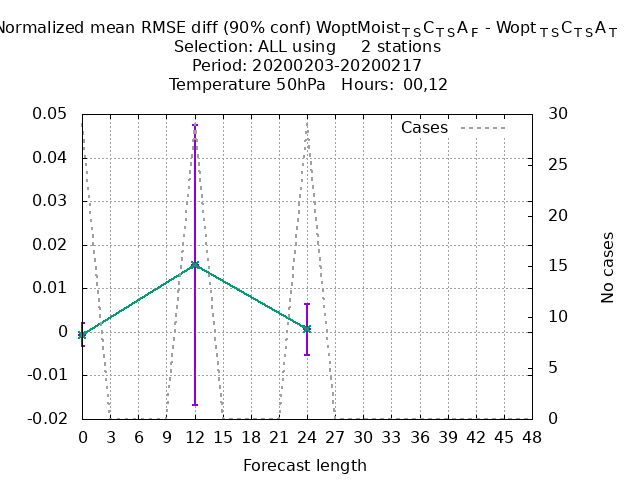 Normalized mean RMSE diff (90% conf) WoptMoist_TSC_TSA_F - Wopt_TSC_TSA_T
Selection: ALL using 2 stations
Period: 20200203-20200217
Temperature 50hPa Hours: 00,12
0.05
0.04
0.03
0.02
0.01
0
-0.01
-0.02
Cases
30
25
20
15
10
5
0
No cases
0 3 6 9 12 15 18 21 24 27 30 33 36 39 42 45 48
Forecast length